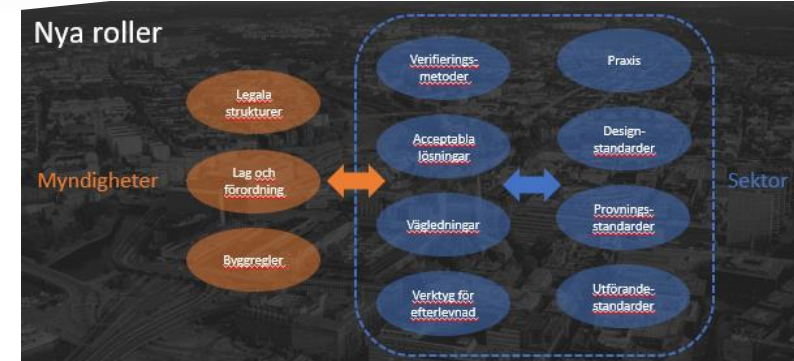 Nya roller
Myndigheter
Legala
strukturer
Lag och
förordning
Byggregler
Verifierings-
metoder
Acceptabla
lösningar
Vägledningar
Verktyg för
efterlevnad
Praxis
Design-
standarder
Provnings-
standarder
Utförande-
standarder
Sektor